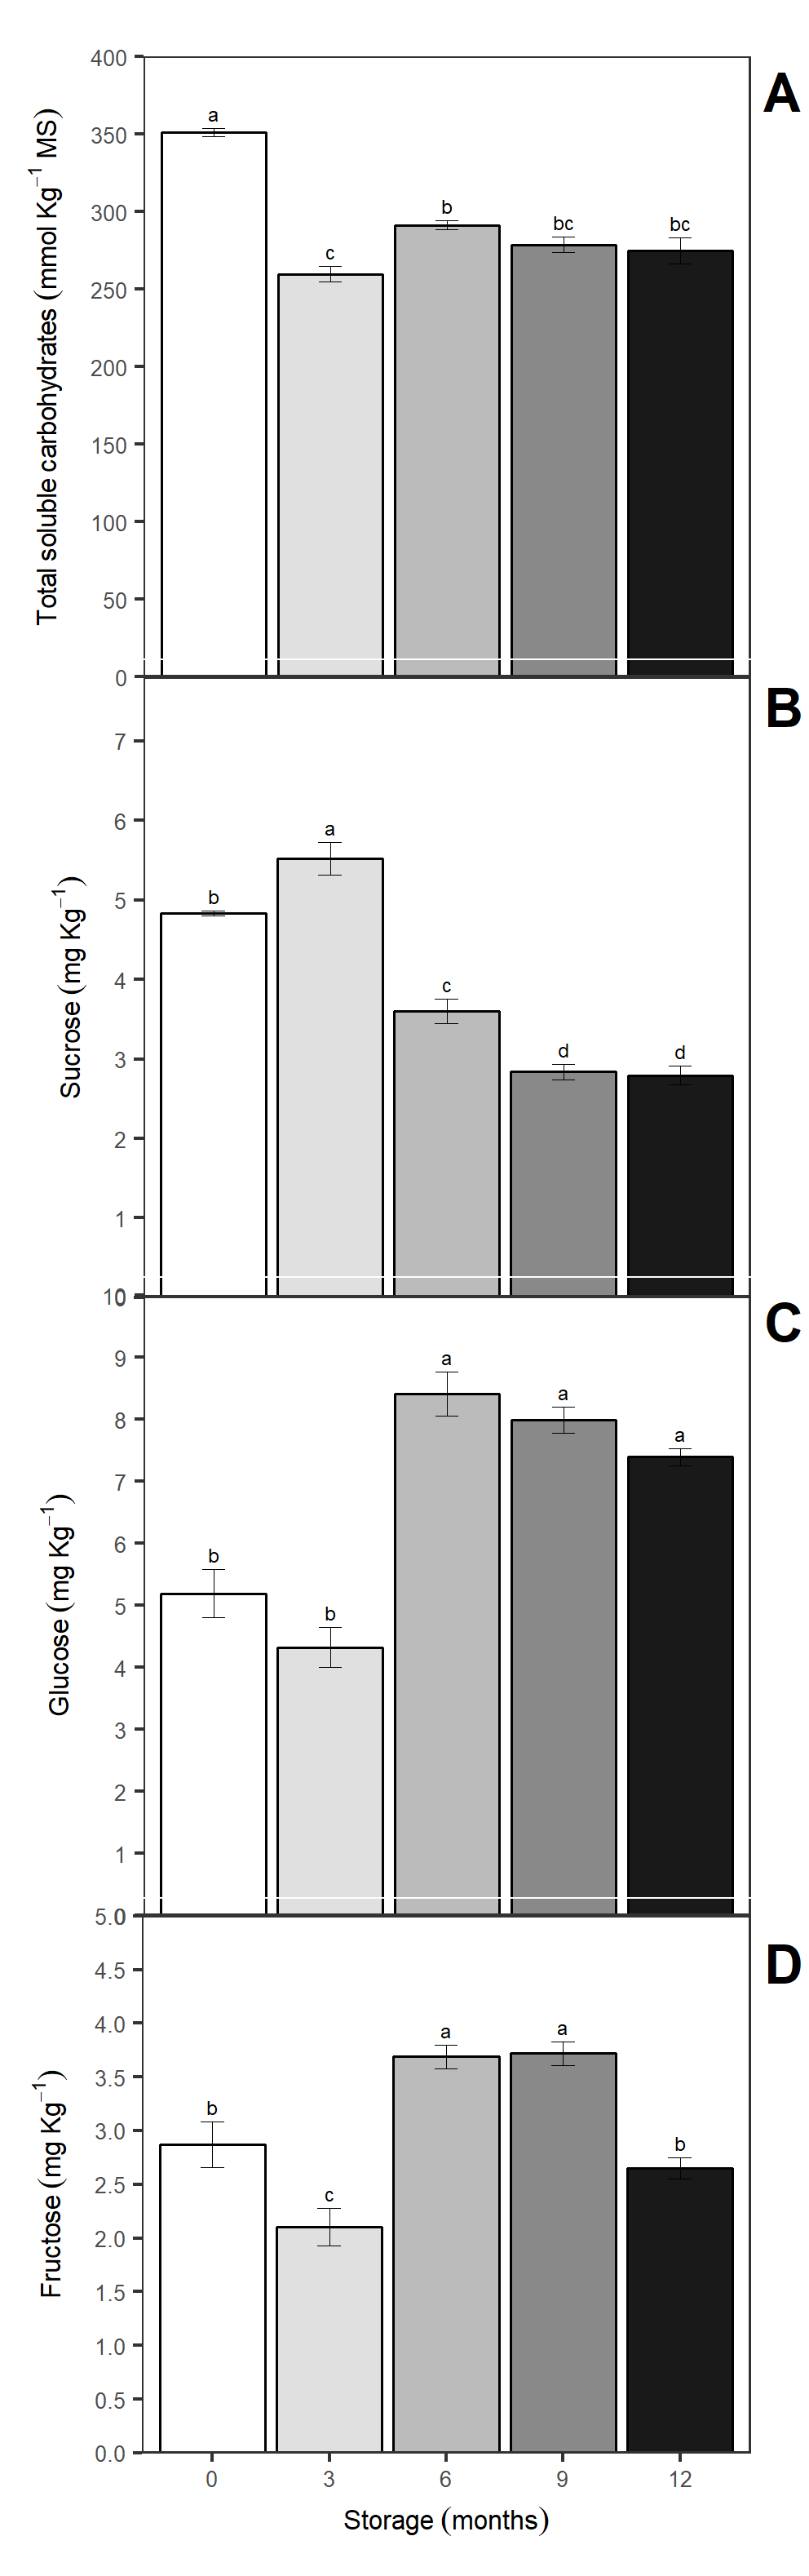 A
Total soluble carbohydrates (mmol Kg⁻¹ MS)
400
350
300
250
200
150
100
50
0
a
c
b
bc
bc
B
Sucrose (mg Kg⁻¹)
7
6
5
4
3
2
1
0
b
a
c
d
d
C
Glucose (mg Kg⁻¹)
10
9
8
7
6
5
4
3
2
1
0
b
b
a
a
a
D
Fructose (mg Kg⁻¹)
5.0
4.5
4.0
3.5
3.0
2.5
2.0
1.5
1.0
0.5
0.0
b
c
a
a
b
0 3 6 9 12
Storage (months)